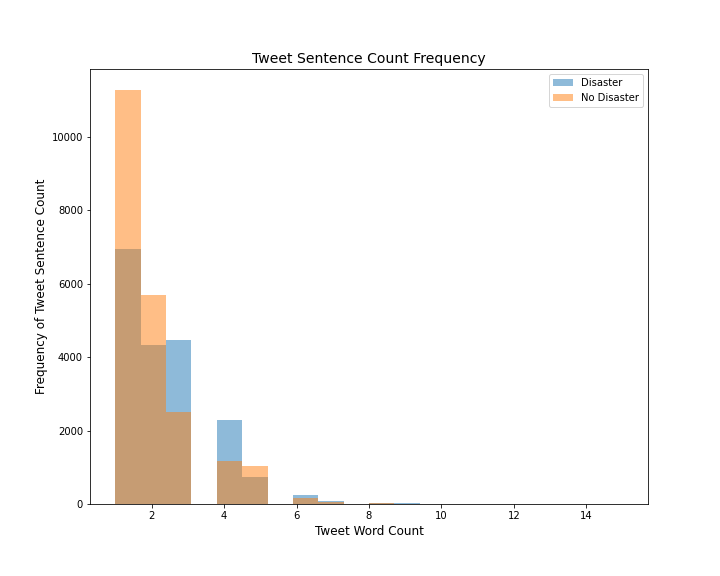 Tweet Sentence Count Frequency
Disaster
No Disaster
Frequency of Tweet Sentence Count
10000
8000
6000
4000
2000
0
2 4 6 8 10 12 14
Tweet Word Count